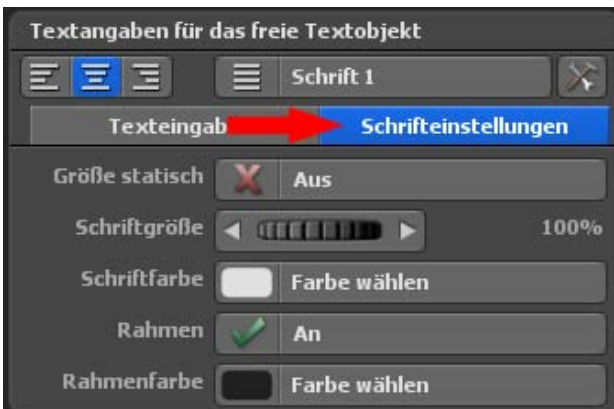 Textangaben für das freie Textobjekt
Schrift 1
Texteingab Schrifteinstellungen
Größe statisch Aus
Schriftgröße 100%
Schriftfarbe Farbe wählen
Rahmen An
Rahmenfarbe Farbe wählen